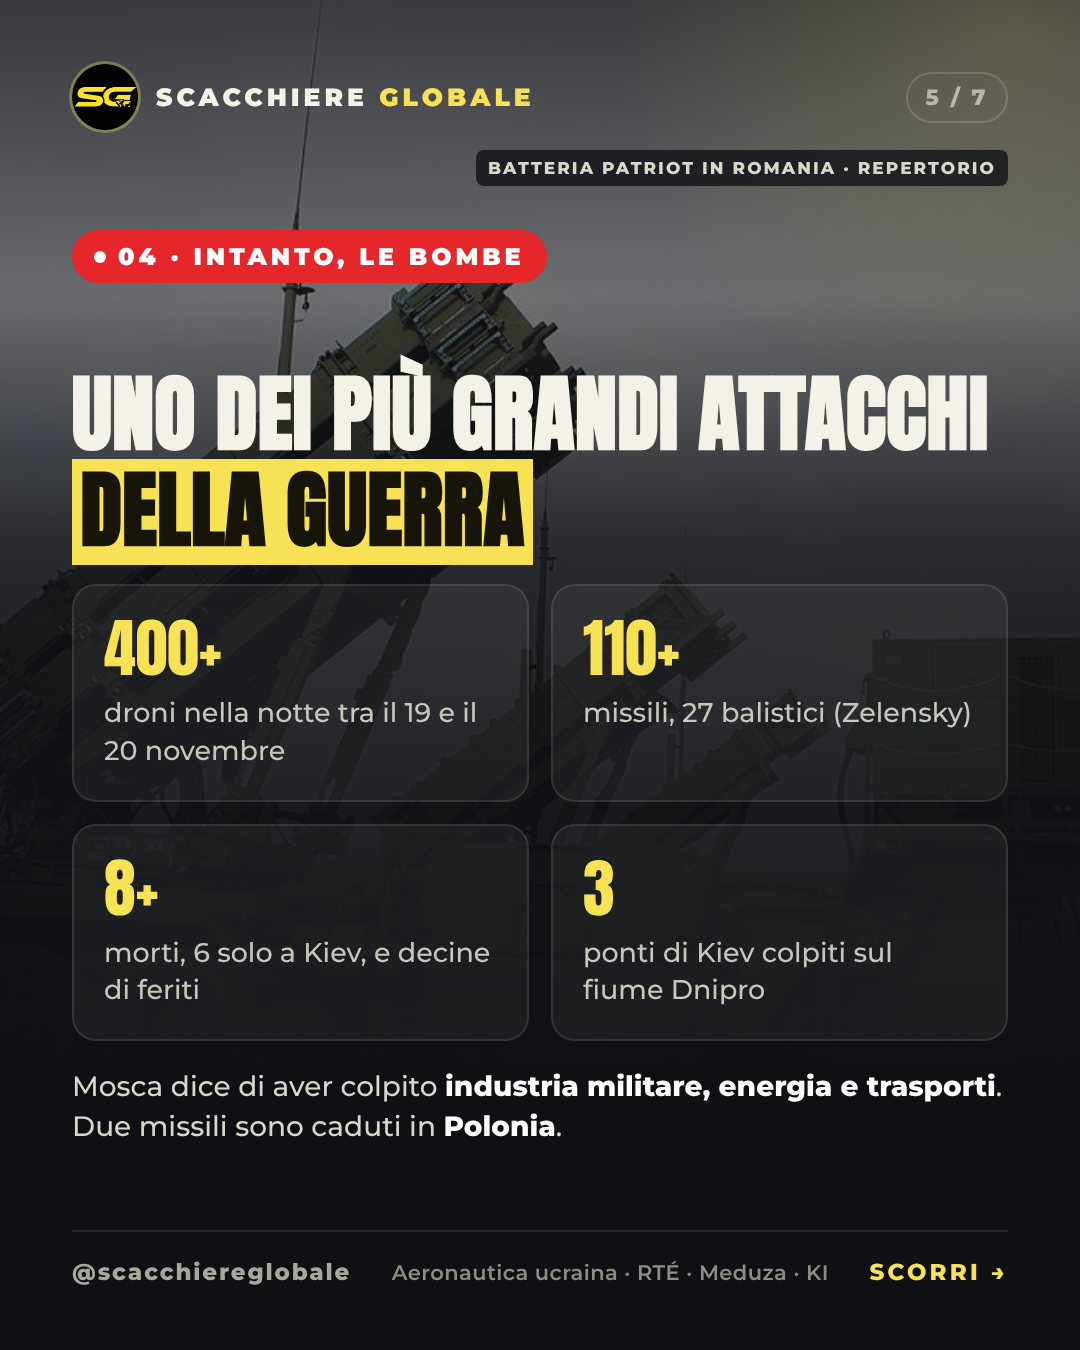 SG
SCACCHIERE GLOBALE
5 / 7
BATTERIA PATRIOT IN ROMANIA · REPERTORIO
04 · INTANTO, LE BOMBE
UNO DEI PIÙ GRANDI ATTACCHI
DELLA GUERRA
400+
droni nella notte tra il 19 e il
20 novembre
110+
missili, 27 balistici (Zelensky)
8+
morti, 6 solo a Kiev, e decine
di feriti
3
ponti di Kiev colpiti sul
fiume Dnipro
Mosca dice di aver colpito industria militare, energia e trasporti.
Due missili sono caduti in Polonia.
@scacchiereglobale
Aeronautica ucraina · RTÉ · Meduza · KI
SCORRI →